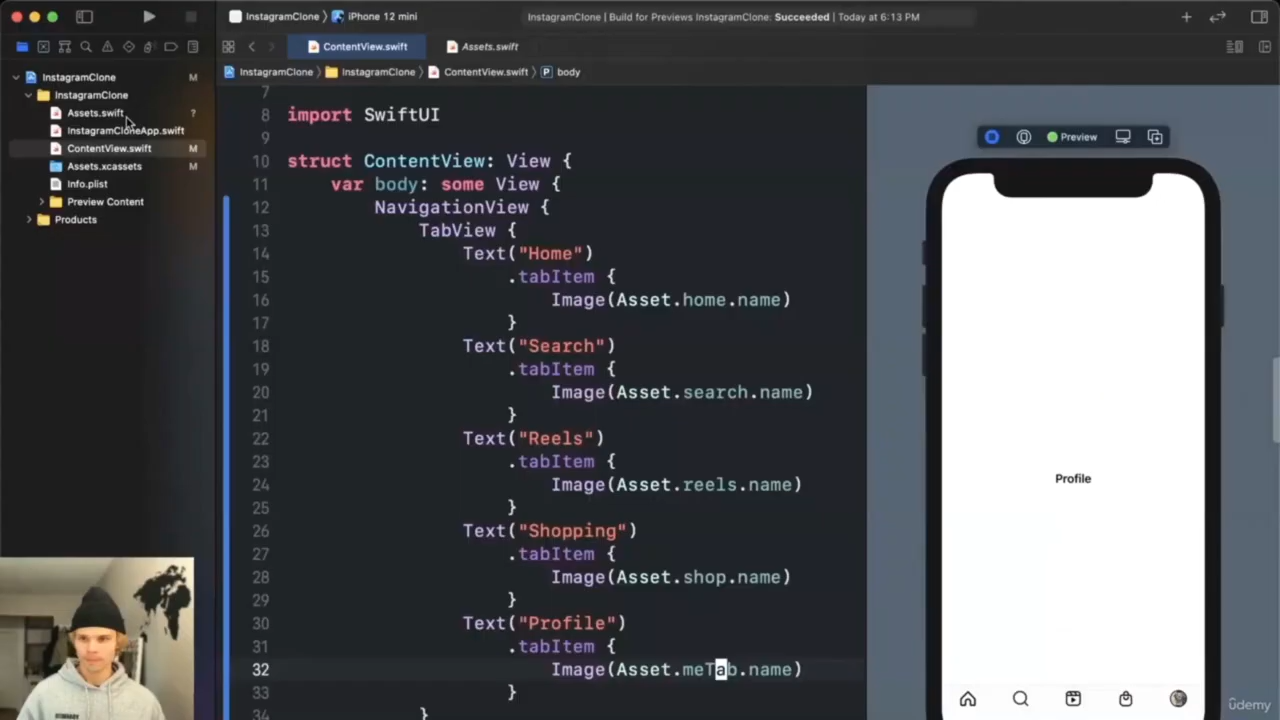 InstagramClone 〉 iPhone 12 mini
InstagramClone | Build for Previews InstagramClone: Succeeded | Today at 6:13 PM
ContentView.swift
Assets.swift
InstagramClone 〉 InstagramClone 〉 ContentView.swift 〉 P body
InstagramClone M
InstagramClone
Assets.swift ?
InstagramCloneApp.swift
ContentView.swift M
Assets.xcassets M
Info.plist
Preview Content
Products
7
8 import SwiftUI
9
10 struct ContentView: View {
11 var body: some View {
12 NavigationView {
13 TabView {
14 Text("Home")
15 .tabItem {
16 Image(Asset.home.name)
17 }
18 Text("Search")
19 .tabItem {
20 Image(Asset.search.name)
21 }
22 Text("Reels")
23 .tabItem {
24 Image(Asset.reels.name)
25 }
26 Text("Shopping")
27 .tabItem {
28 Image(Asset.shop.name)
29 }
30 Text("Profile")
31 .tabItem {
32 Image(Asset.meTab.name)
33 }
34 }
Preview
Profile
ûdemy